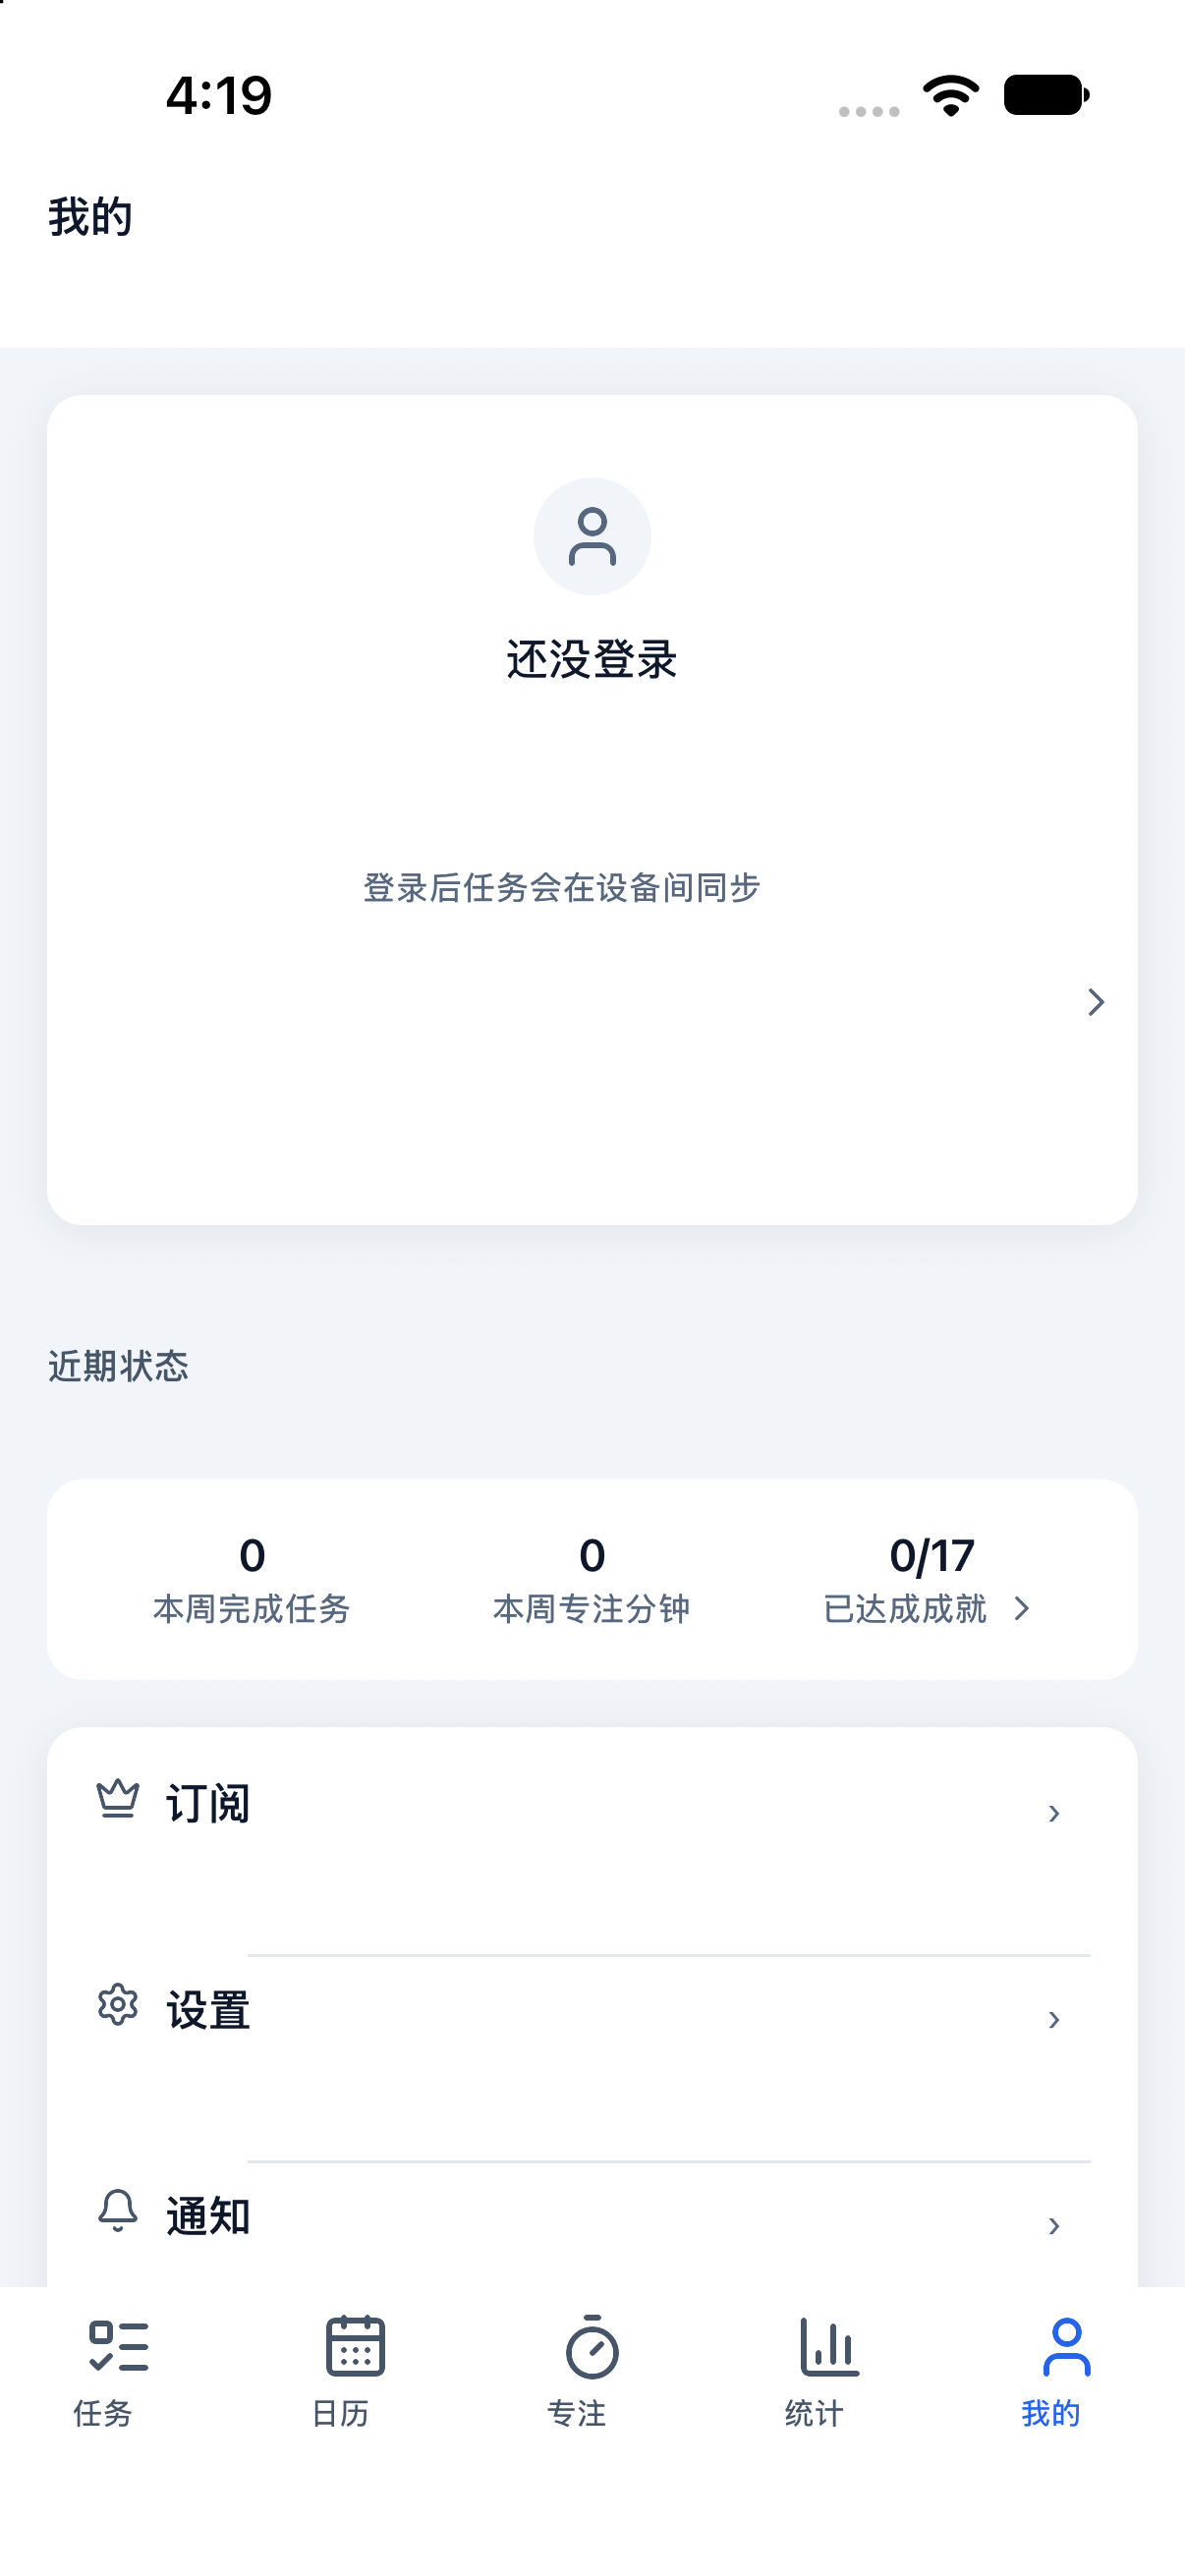 4:19
我的
还没登录
登录后任务会在设备间同步
近期状态
0 0 0/17
本周完成任务 本周专注分钟 已达成成就
订阅
设置
通知
任务 日历 专注 统计 我的